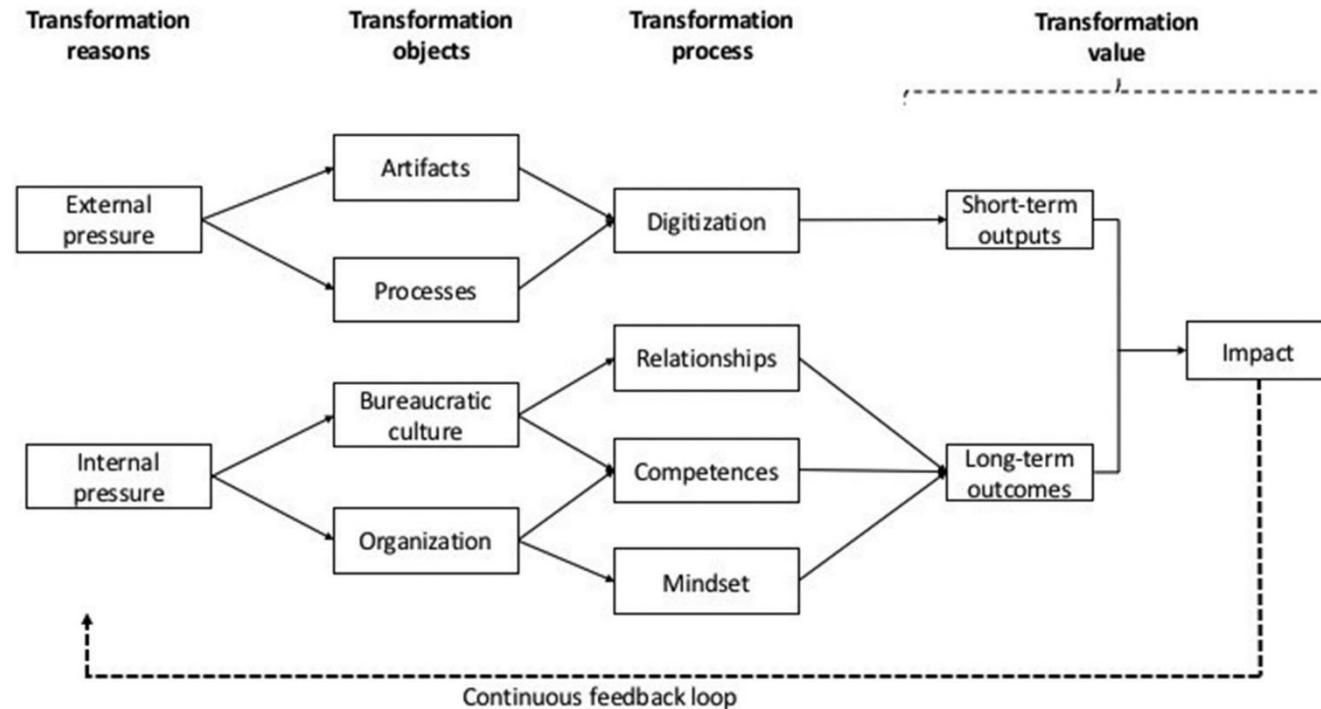 Transformation
reasons
Transformation
objects
Transformation
process
Transformation
value
External
pressure
Internal
pressure
Artifacts
Processes
Bureaucratic
culture
Organization
Digitization
Relationships
Competences
Mindset
Short-term
outputs
Long-term
outcomes
Impact
Continuous feedback loop